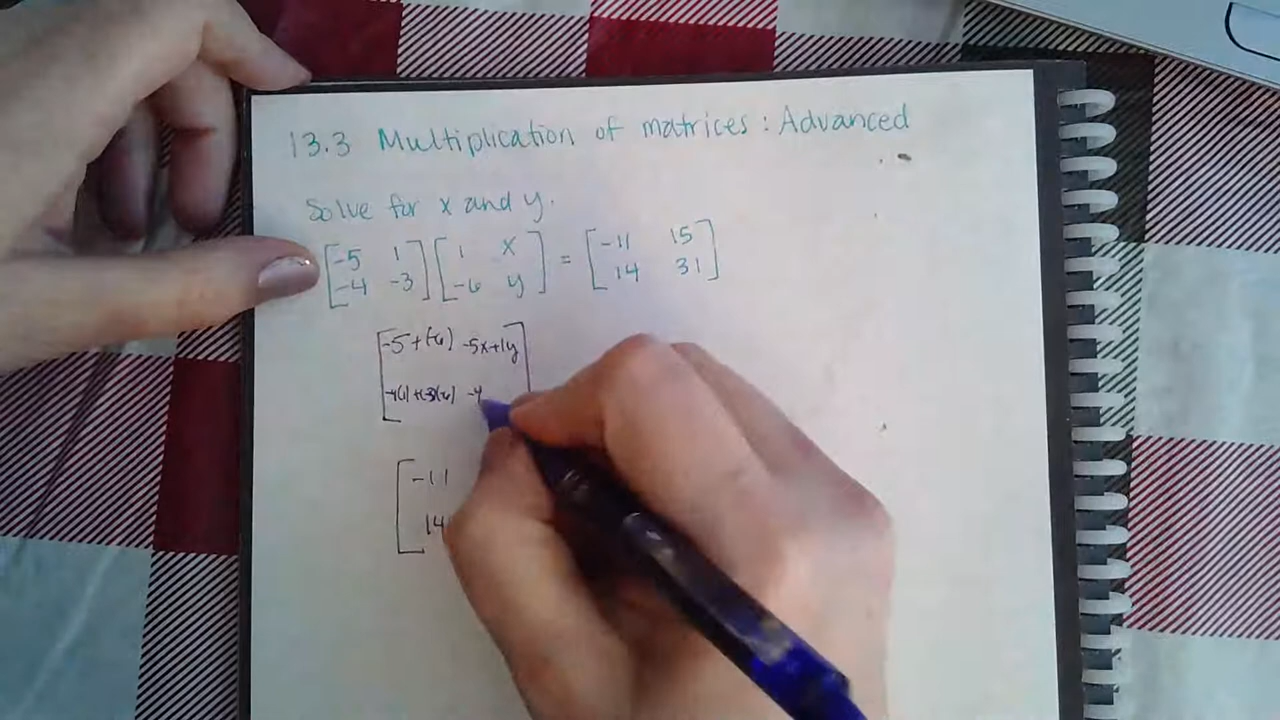 13.3 Multiplication of matrices : Advanced
Solve for x and y.
[-5 1] [1 x] = [-11 15]
[-4 -3] [-6 y] [14 31]
[-5+(-6) -5x+1y]
-4(1)+(-3)(-6) -4
[-11
14